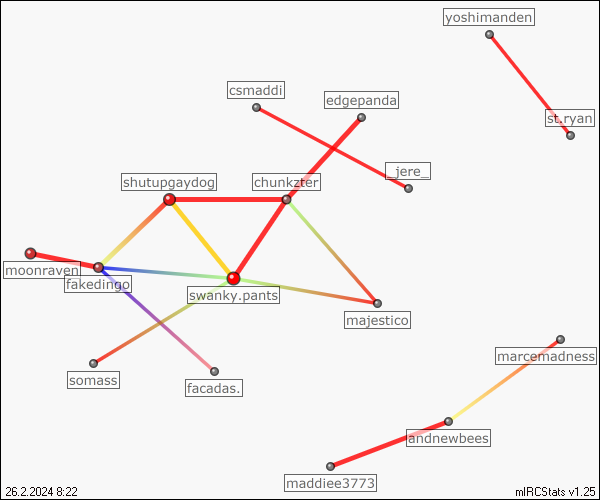 yoshimanden
csmaddi
edgepanda
st.ryan
_jere_
shutupgaydog
chunkzter
moonraven
fakedingo
swanky.pants
majestico
marcemadness
somass
facadas.
andnewbees
maddiee3773
26.2.2024 8:22
mIRCStats v1.25